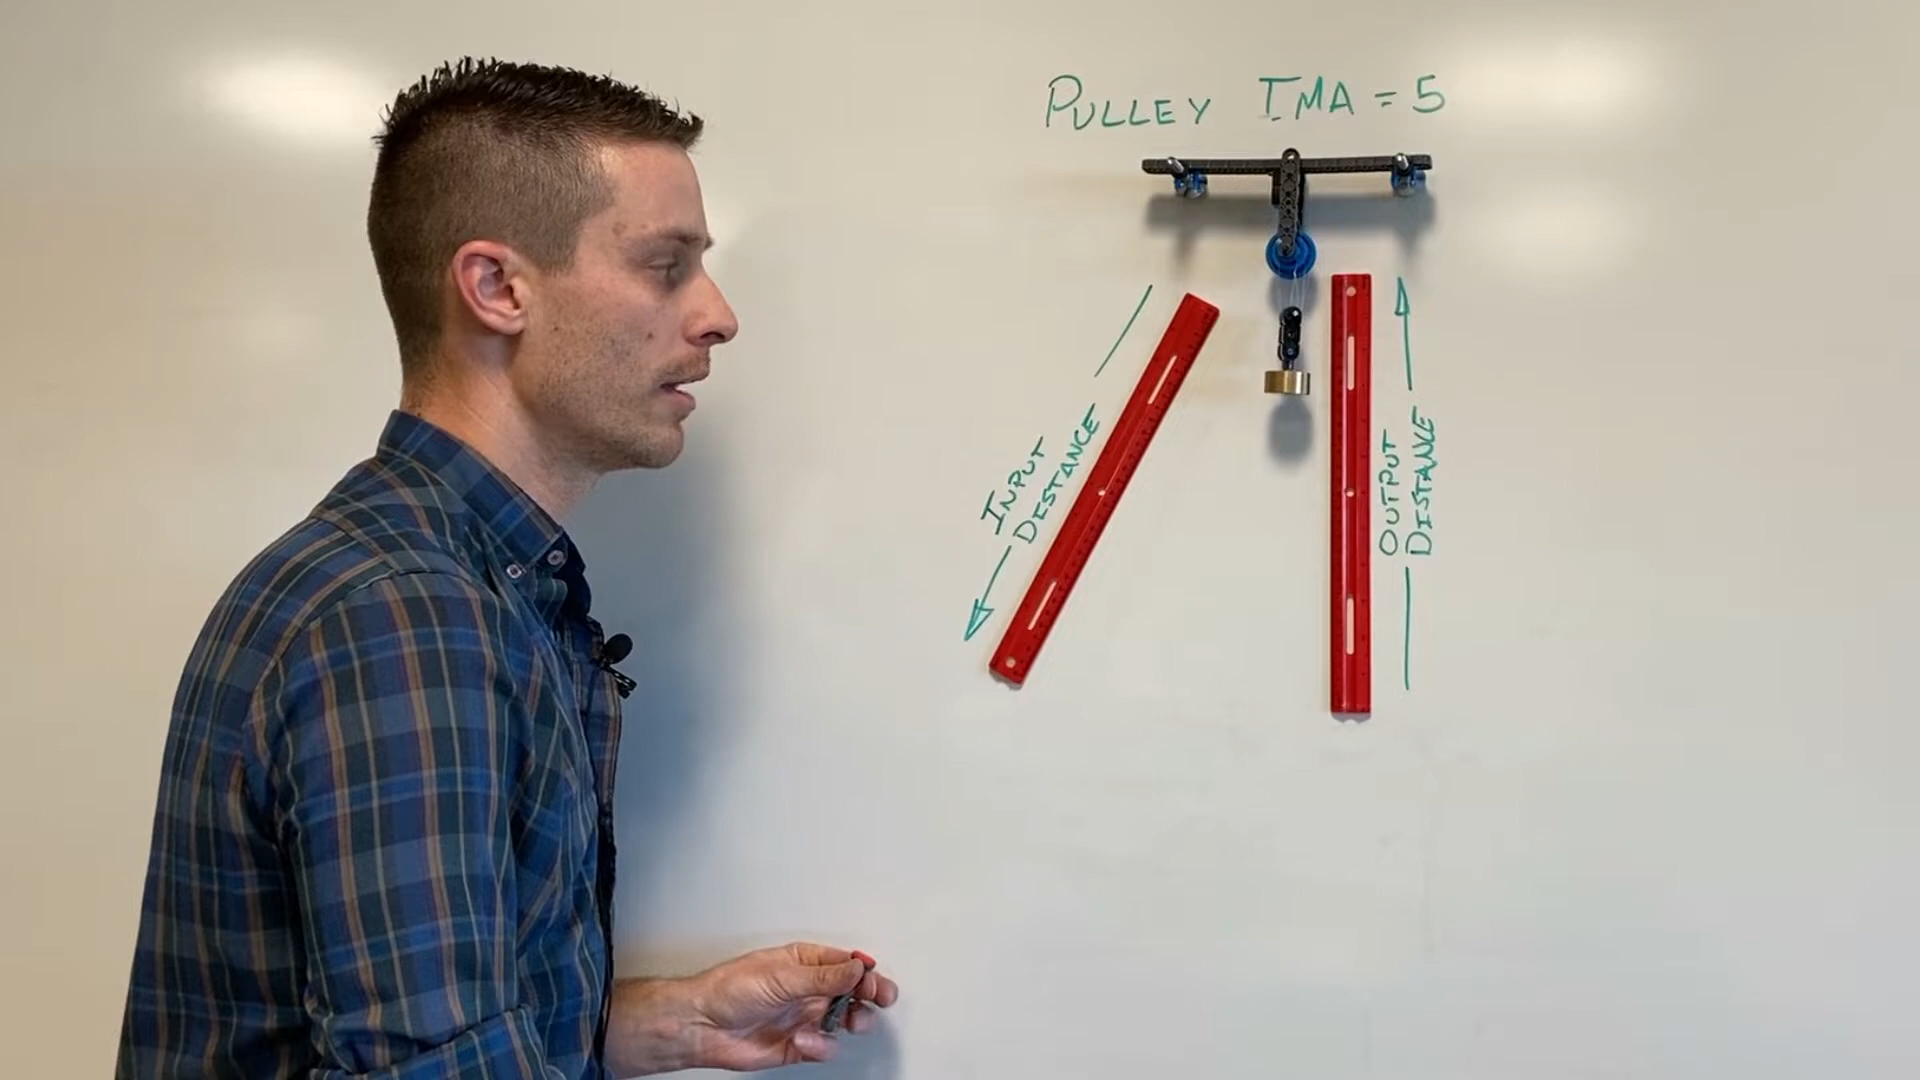 PULLEY IMA = 5
INPUT
DISTANCE
OUTPUT
DISTANCE